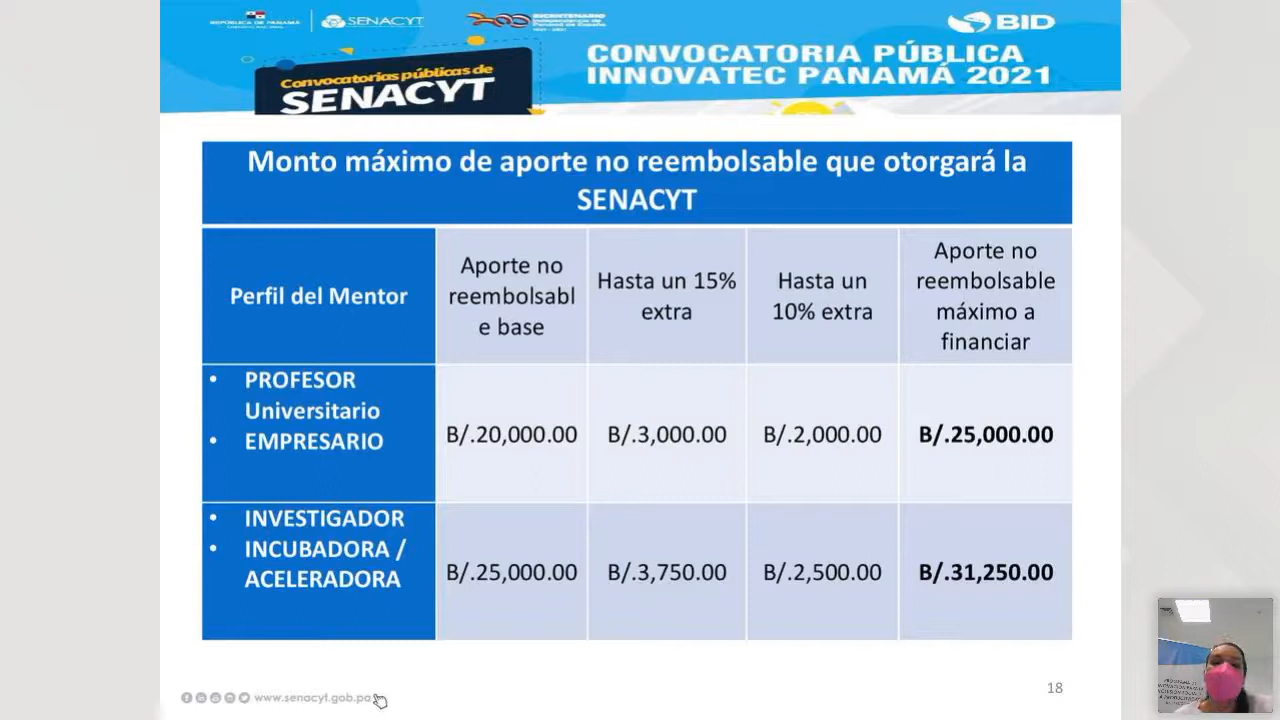 REPÚBLICA DE PANAMÁ
SENACYT
BICENTENARIO
BID
Convocatorias públicas de
SENACYT
CONVOCATORIA PÚBLICA
INNOVATEC PANAMÁ 2021
Monto máximo de aporte no reembolsable que otorgará la
SENACYT
Perfil del Mentor
Aporte no
reembolsabl
e base
Hasta un 15%
extra
Hasta un
10% extra
Aporte no
reembolsable
máximo a
financiar
• PROFESOR
Universitario
• EMPRESARIO
B/.20,000.00
B/.3,000.00
B/.2,000.00
B/.25,000.00
• INVESTIGADOR
• INCUBADORA /
ACELERADORA
B/.25,000.00
B/.3,750.00
B/.2,500.00
B/.31,250.00
www.senacyt.gob.pa
18